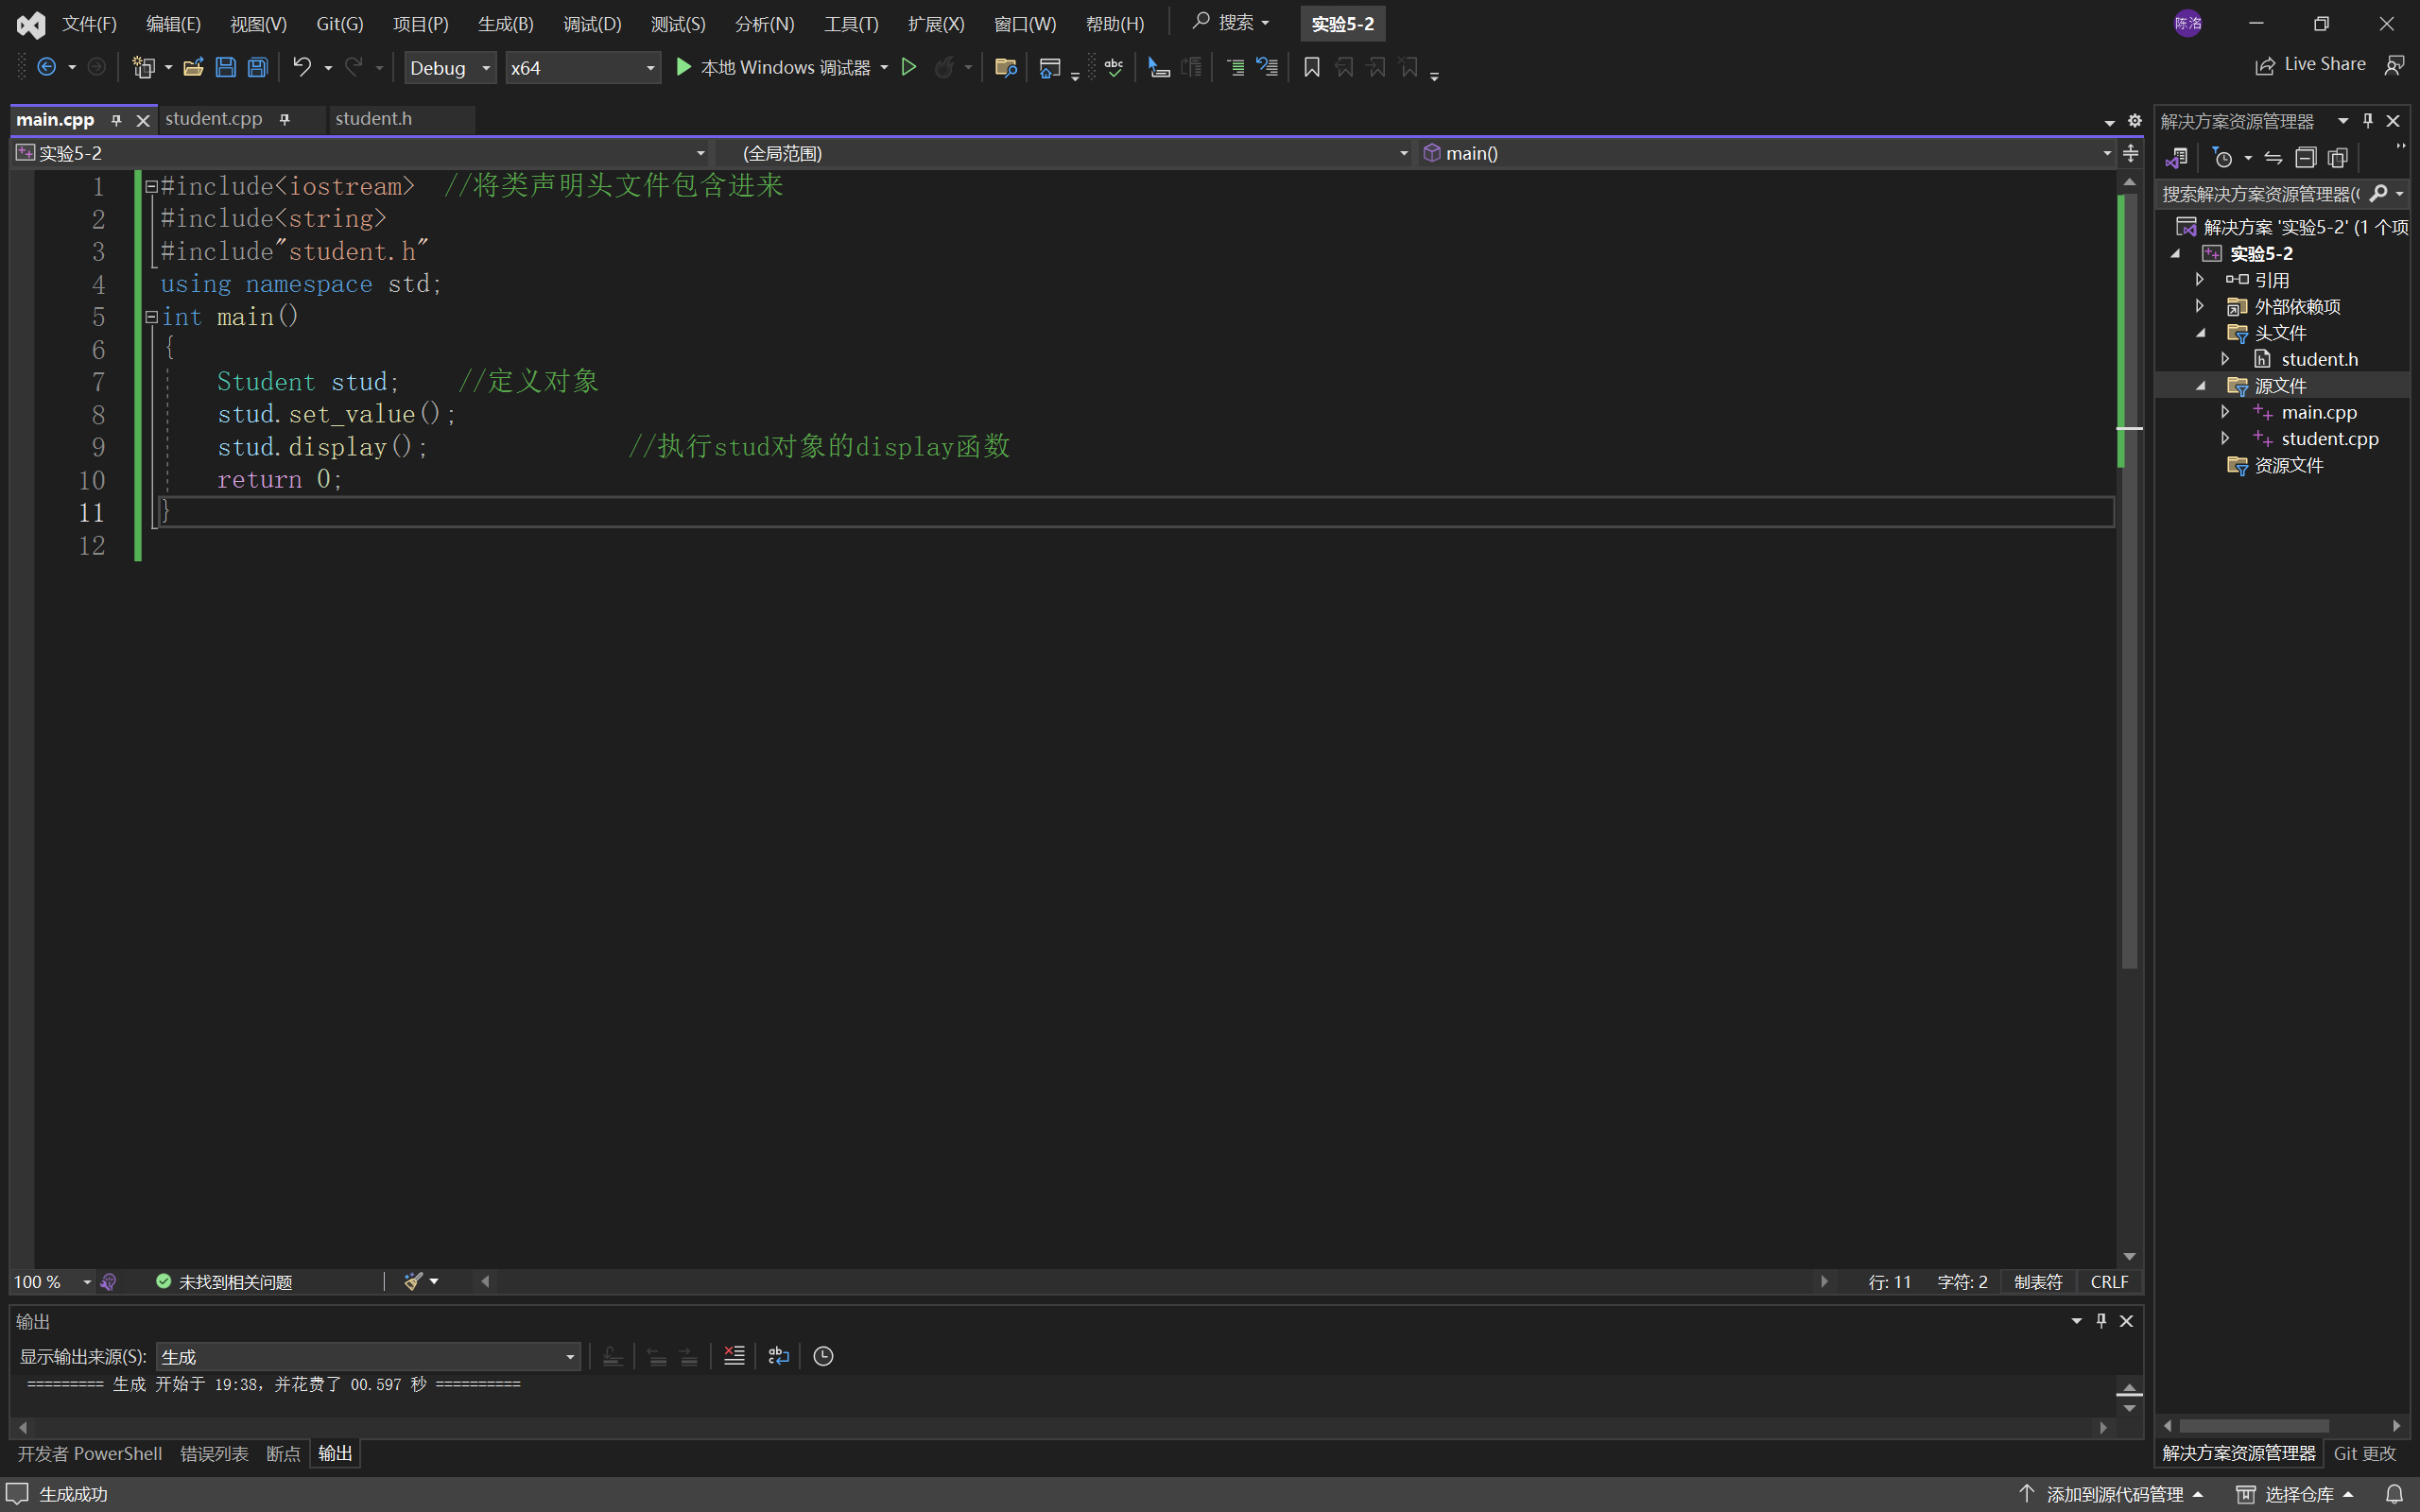 文件(F) 编辑(E) 视图(V) Git(G) 项目(P) 生成(B) 调试(D) 测试(S) 分析(N) 工具(T) 扩展(X) 窗口(W) 帮助(H) 搜索 实验5-2 陈洛
Debug x64 本地 Windows 调试器 abc Live Share
main.cpp student.cpp student.h
实验5-2 (全局范围) main()
1 #include<iostream> //将类声明头文件包含进来
2 #include<string>
3 #include"student.h"
4 using namespace std;
5 int main()
6 {
7 Student stud; //定义对象
8 stud.set_value();
9 stud.display(); //执行stud对象的display函数
10 return 0;
11 }
12
100 % 未找到相关问题 行: 11 字符: 2 制表符 CRLF
输出
显示输出来源(S): 生成
========= 生成 开始于 19:38，并花费了 00.597 秒 ==========
开发者 PowerShell 错误列表 断点 输出
解决方案资源管理器
搜索解决方案资源管理器(
解决方案 '实验5-2' (1 个项
实验5-2
引用
外部依赖项
头文件
student.h
源文件
main.cpp
student.cpp
资源文件
解决方案资源管理器 Git 更改
生成成功 添加到源代码管理 选择仓库